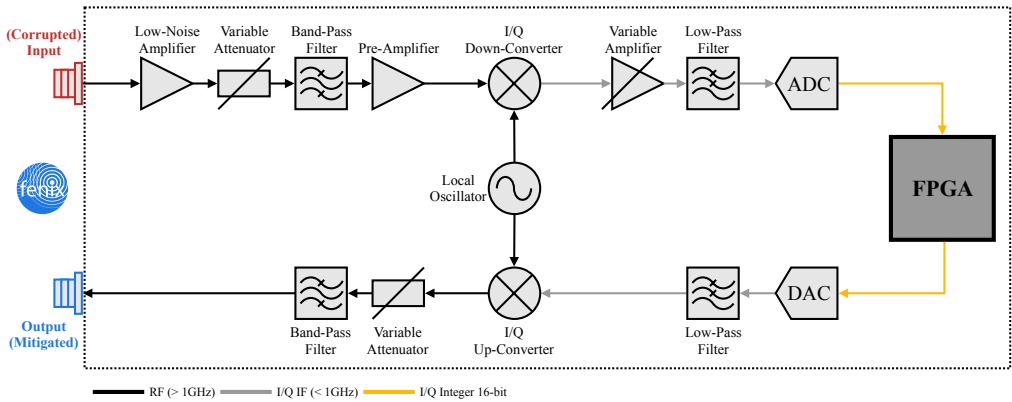 (Corrupted)
Input
Low-Noise
Amplifier
Variable
Attenuator
Band-Pass
Filter
Pre-Amplifier
I/Q
Down-Converter
Variable
Amplifier
Low-Pass
Filter
ADC
fenix
Local
Oscillator
FPGA
Output
(Mitigated)
Band-Pass
Filter
Variable
Attenuator
I/Q
Up-Converter
Low-Pass
Filter
DAC
RF (> 1GHz)
I/Q IF (< 1GHz)
I/Q Integer 16-bit